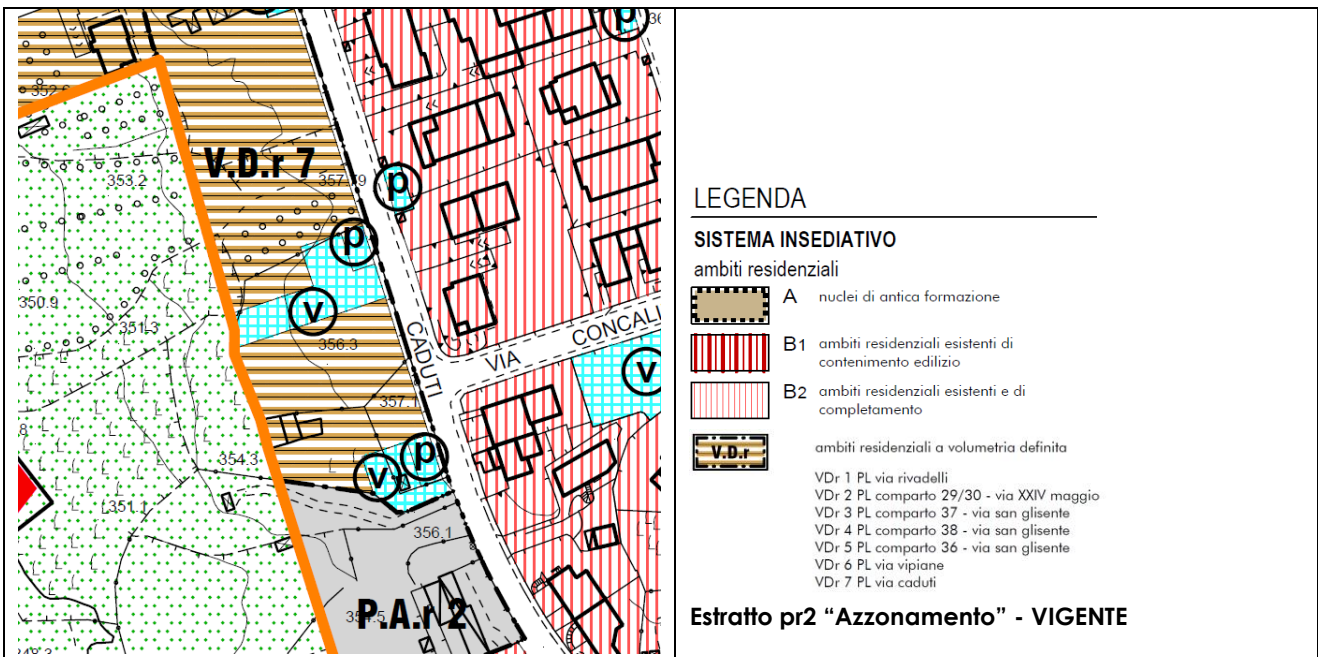 352.6
36
V.D.r 7
353.2
357.79
p
p
p
350.9
351.3
v
356.3
CADUTI
VIA CONCALI
v
357.1
p
v
354.3
351.1
356.1
P.A.r 2
354.5
348.2
8
LEGENDA
SISTEMA INSEDIATIVO
ambiti residenziali
A nuclei di antica formazione
B1 ambiti residenziali esistenti di
contenimento edilizio
B2 ambiti residenziali esistenti e di
completamento
V.D.r ambiti residenziali a volumetria definita
VDr 1 PL via rivadelli
VDr 2 PL comparto 29/30 - via XXIV maggio
VDr 3 PL comparto 37 - via san glisente
VDr 4 PL comparto 38 - via san glisente
VDr 5 PL comparto 36 - via san glisente
VDr 6 PL via vipiane
VDr 7 PL via caduti
Estratto pr2 “Azzonamento” - VIGENTE